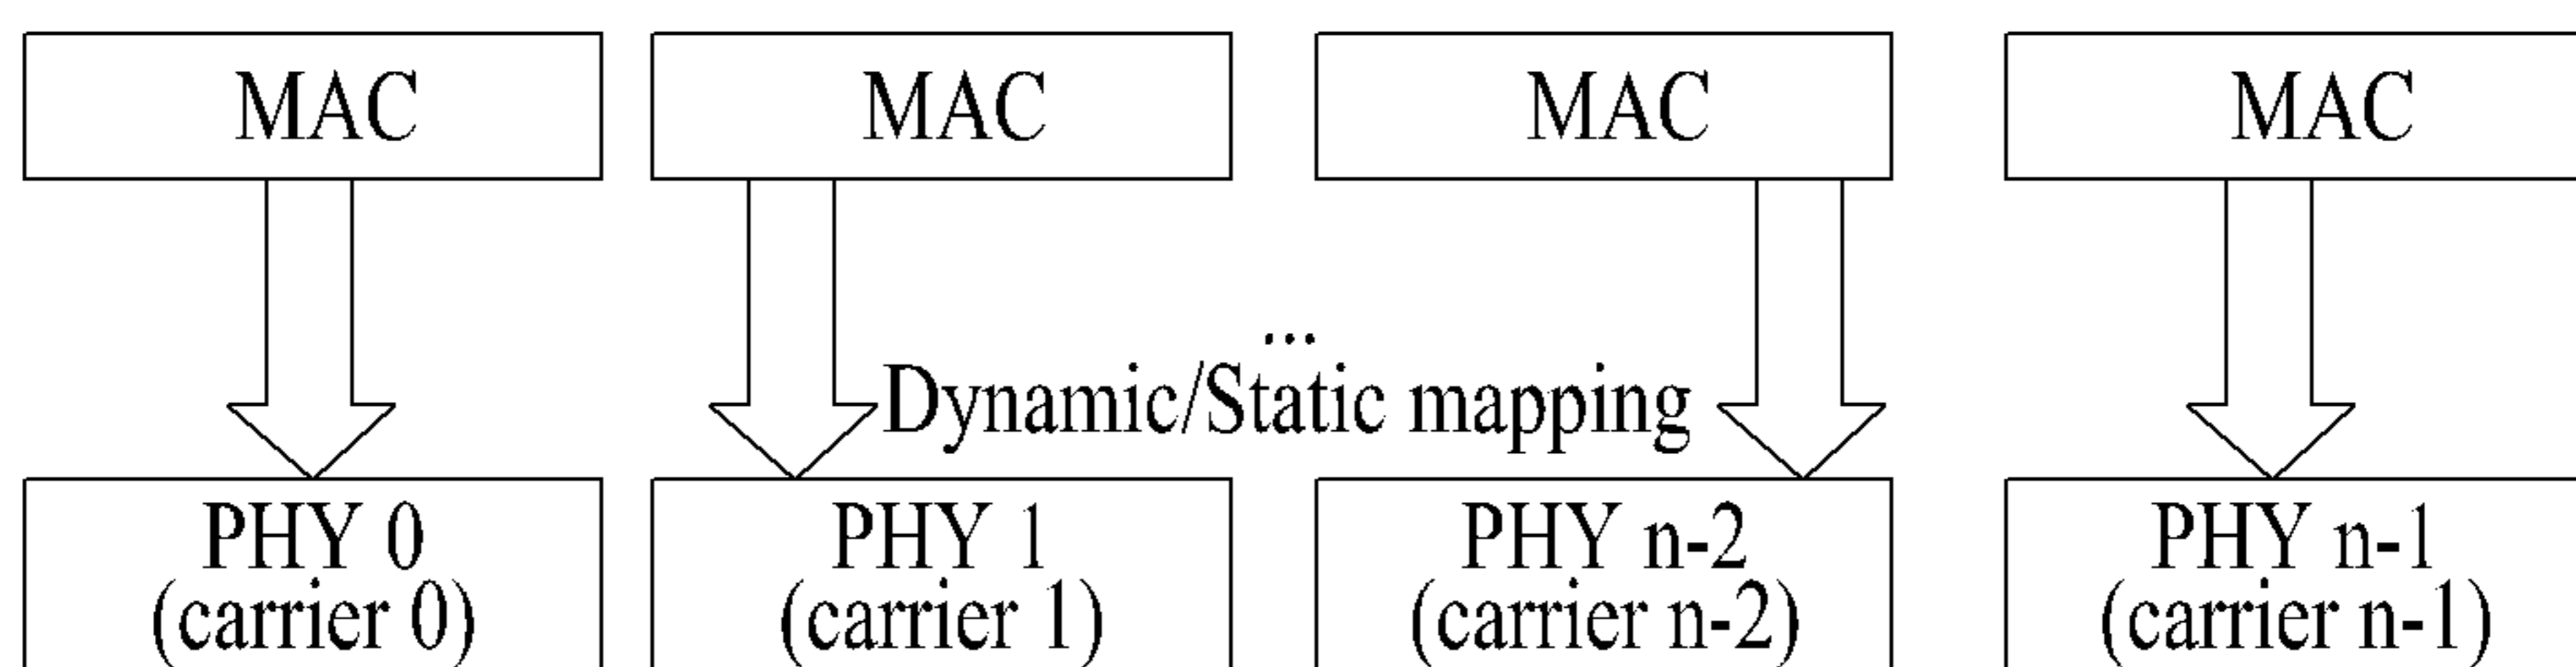 MAC MAC MAC MAC
...
Dynamic/Static mapping
PHY 0 PHY 1 PHY n-2 PHY n-1
(carrier 0) (carrier 1) (carrier n-2) (carrier n-1)